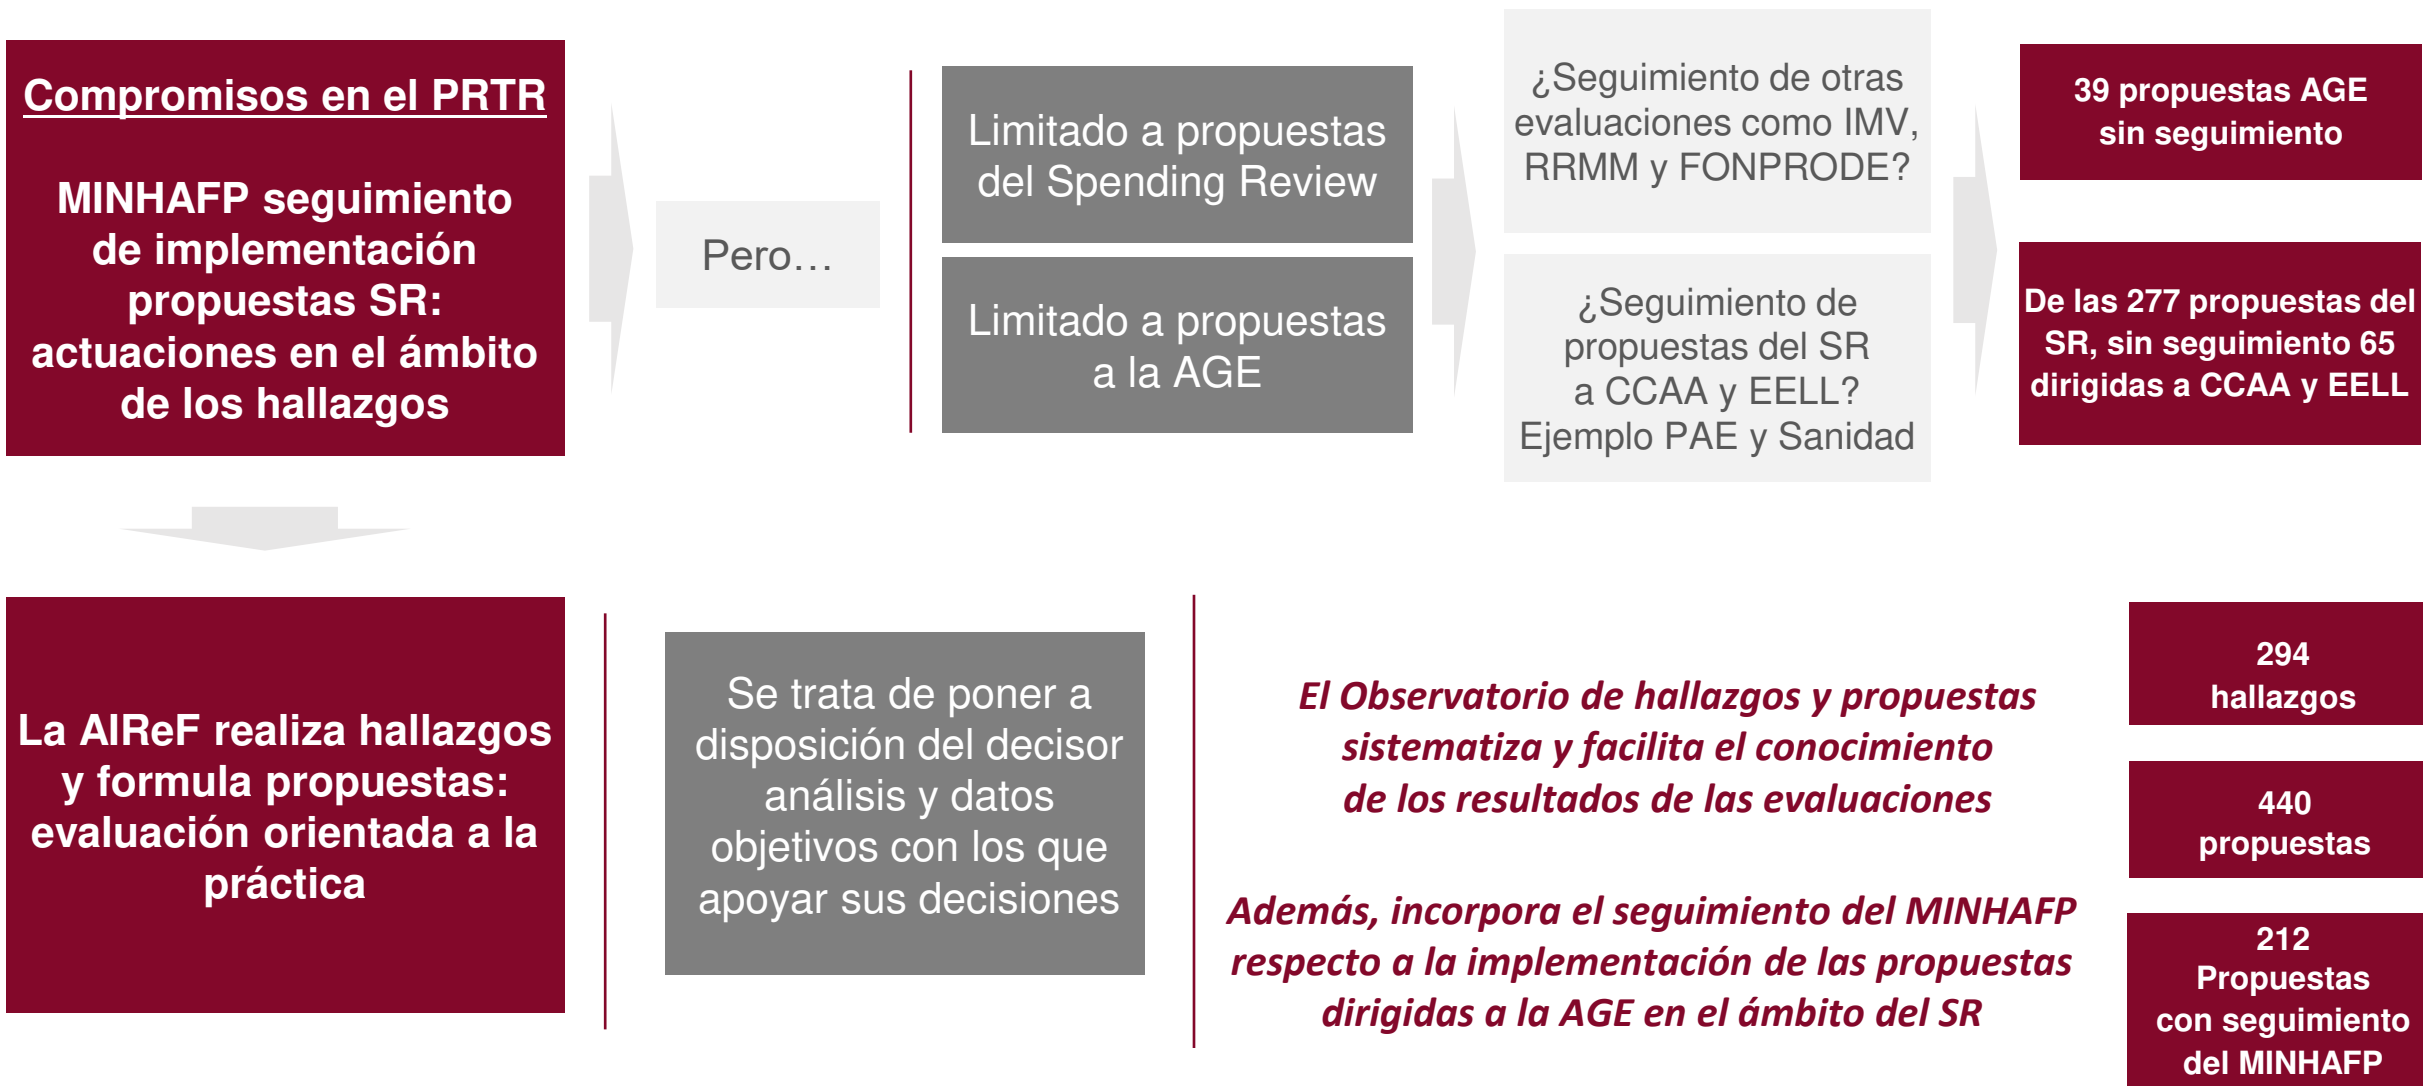 Compromisos en el PRTR
MINHAFP seguimiento
de implementación
propuestas SR:
actuaciones en el ámbito
de los hallazgos
Pero…
Limitado a propuestas
del Spending Review
Limitado a propuestas
a la AGE
¿Seguimiento de otras
evaluaciones como IMV,
RRMM y FONPRODE?
¿Seguimiento de
propuestas del SR
a CCAA y EELL?
Ejemplo PAE y Sanidad
39 propuestas AGE
sin seguimiento
De las 277 propuestas del
SR, sin seguimiento 65
dirigidas a CCAA y EELL
La AIReF realiza hallazgos
y formula propuestas:
evaluación orientada a la
práctica
Se trata de poner a
disposición del decisor
análisis y datos
objetivos con los que
apoyar sus decisiones
El Observatorio de hallazgos y propuestas
sistematiza y facilita el conocimiento
de los resultados de las evaluaciones
Además, incorpora el seguimiento del MINHAFP
respecto a la implementación de las propuestas
dirigidas a la AGE en el ámbito del SR
294
hallazgos
440
propuestas
212
Propuestas
con seguimiento
del MINHAFP